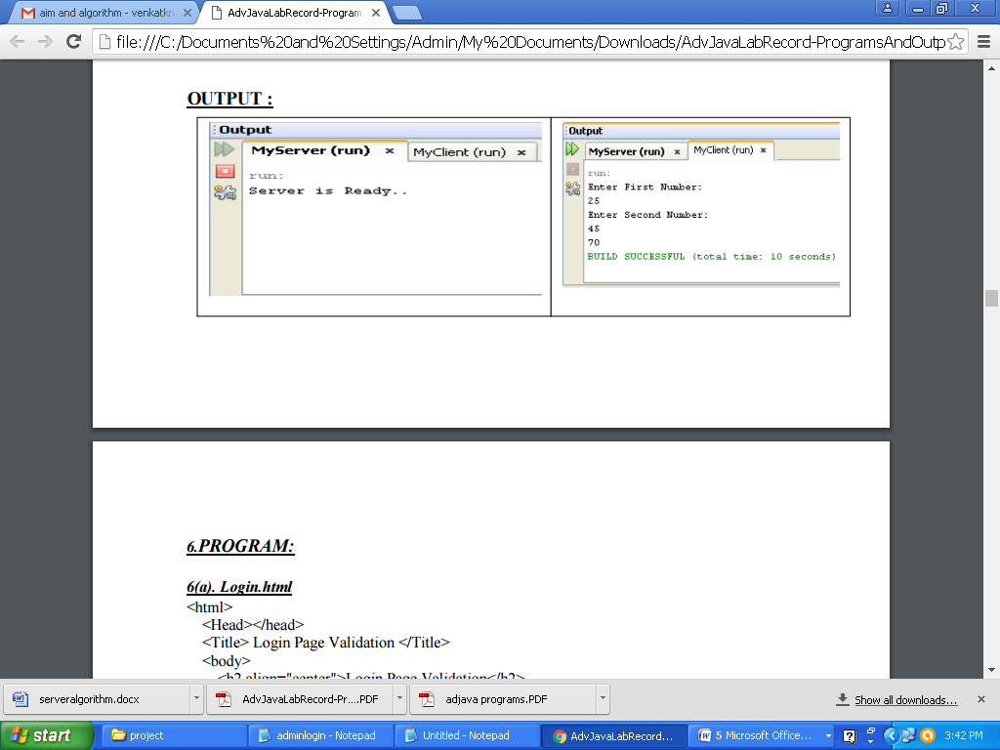 aim and algorithm - venkatkri
AdvJavaLabRecord-Program
file:///C:/Documents%20and%20Settings/Admin/My%20Documents/Downloads/AdvJavaLabRecord-ProgramsAndOutp
OUTPUT :
Output
MyServer (run) × MyClient (run) ×
run:
Server is Ready..
Output
MyServer (run) × MyClient (run) ×
run:
Enter First Number:
25
Enter Second Number:
45
70
BUILD SUCCESSFUL (total time: 10 seconds)
6.PROGRAM:
6(a). Login.html
<html>
<Head></head>
<Title> Login Page Validation </Title>
<body>
<h2 align="center">Login Page Validation</h2>
serveralgorithm.docx
AdvJavaLabRecord-Pr....PDF
adjava programs.PDF
Show all downloads...
start
project
adminlogin - Notepad
Untitled - Notepad
AdvJavaLabRecord...
5 Microsoft Office...
3:42 PM